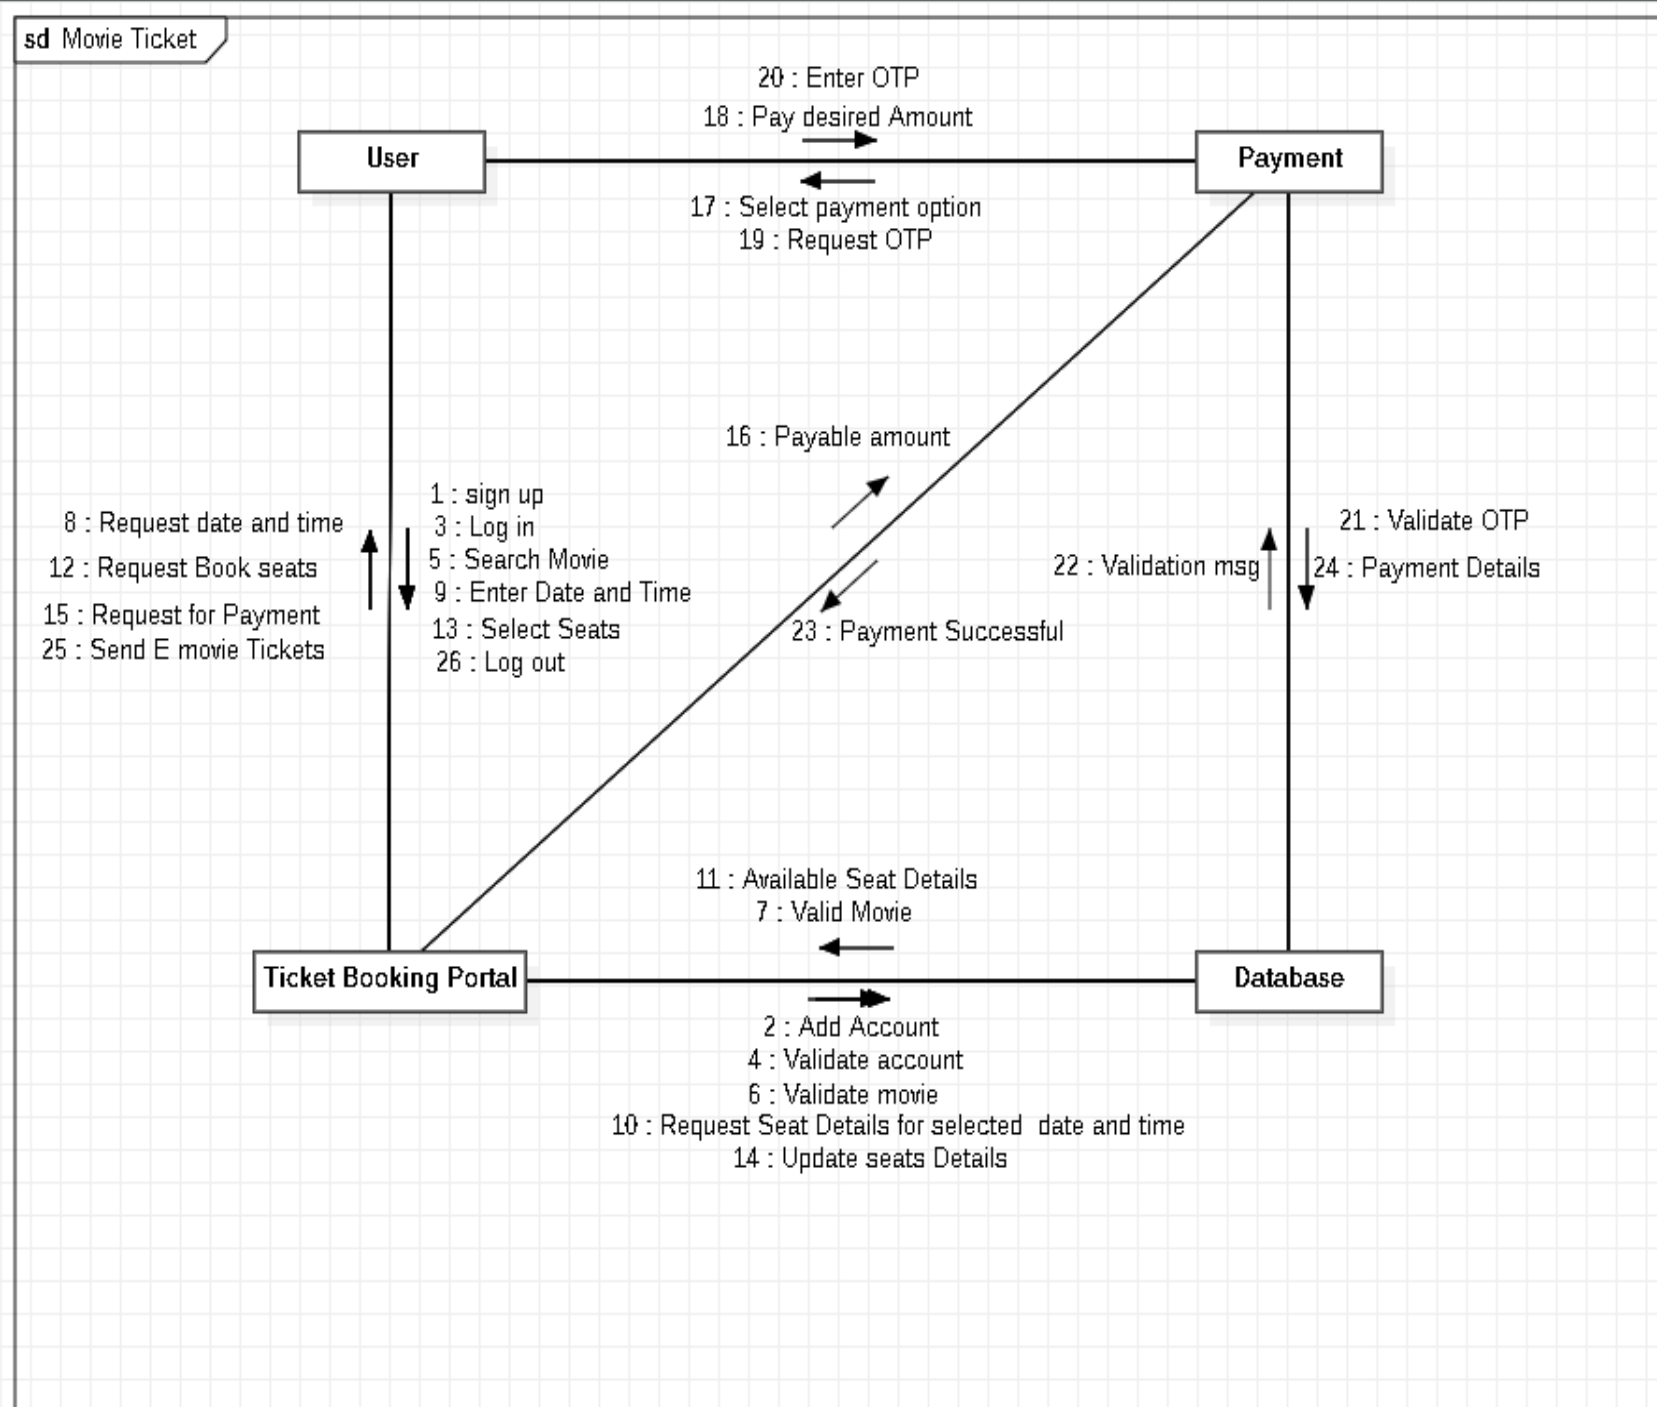 sd Movie Ticket
20 : Enter OTP
18 : Pay desired Amount
User
Payment
17 : Select payment option
19 : Request OTP
16 : Payable amount
1 : sign up
3 : Log in
5 : Search Movie
9 : Enter Date and Time
13 : Select Seats
26 : Log out
8 : Request date and time
12 : Request Book seats
15 : Request for Payment
25 : Send E movie Tickets
23 : Payment Successful
22 : Validation msg
21 : Validate OTP
24 : Payment Details
11 : Available Seat Details
7 : Valid Movie
Ticket Booking Portal
Database
2 : Add Account
4 : Validate account
6 : Validate movie
10 : Request Seat Details for selected  date and time
14 : Update seats Details